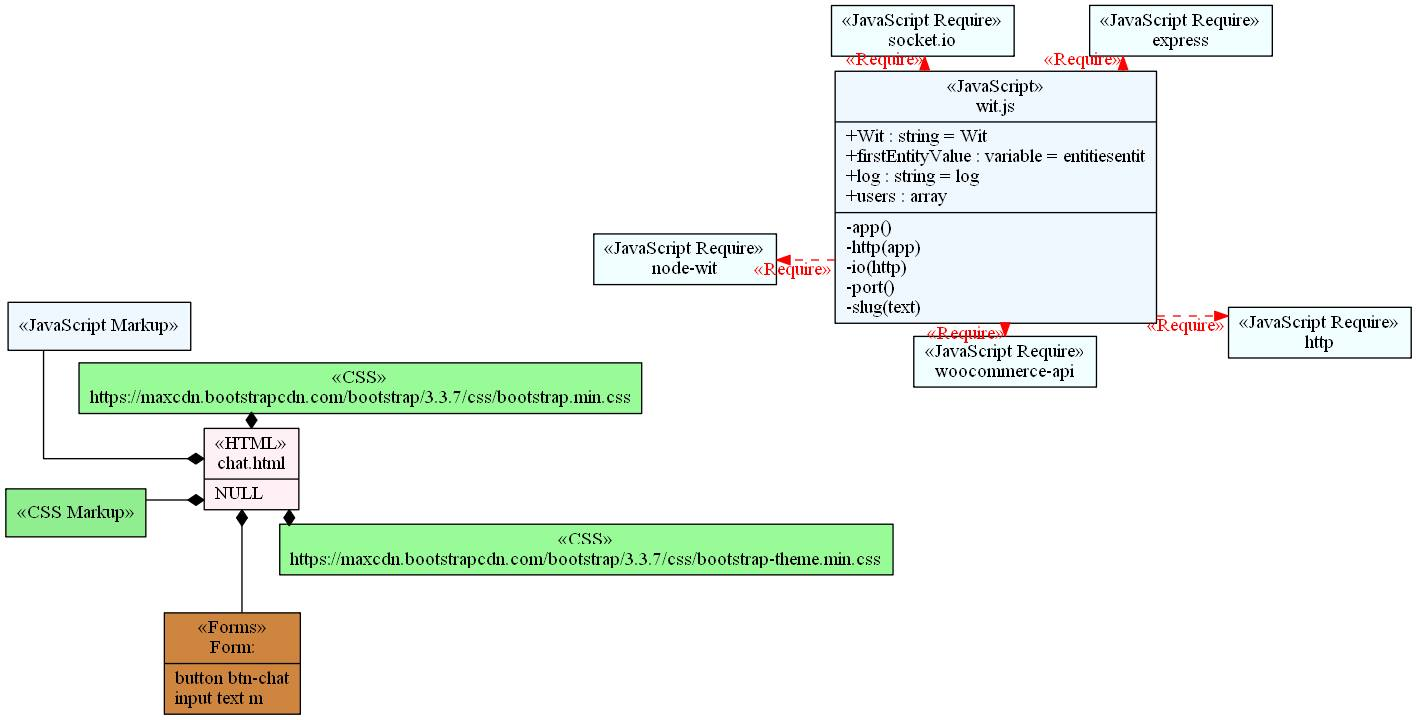 «JavaScript Require»
socket.io
«JavaScript Require»
express
«Require»
«Require»
«JavaScript»
wit.js
+Wit : string = Wit
+firstEntityValue : variable = entitiesentit
+log : string = log
+users : array
-app()
-http(app)
-io(http)
-port()
-slug(text)
«JavaScript Require»
node-wit
«Require»
«Require»
«JavaScript Require»
http
«Require»
«JavaScript Require»
woocommerce-api
«JavaScript Markup»
«CSS»
https://maxcdn.bootstrapcdn.com/bootstrap/3.3.7/css/bootstrap.min.css
«HTML»
chat.html
NULL
«CSS Markup»
«CSS»
https://maxcdn.bootstrapcdn.com/bootstrap/3.3.7/css/bootstrap-theme.min.css
«Forms»
Form:
button btn-chat
input text m